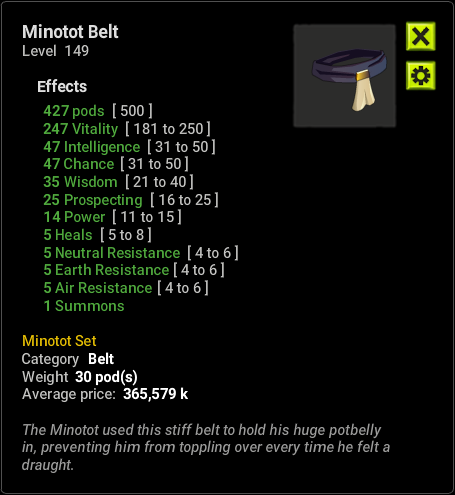 Minotot Belt
Level 149
Effects
427 pods [ 500 ]
247 Vitality [ 181 to 250 ]
47 Intelligence [ 31 to 50 ]
47 Chance [ 31 to 50 ]
35 Wisdom [ 21 to 40 ]
25 Prospecting [ 16 to 25 ]
14 Power [ 11 to 15 ]
5 Heals [ 5 to 8 ]
5 Neutral Resistance [ 4 to 6 ]
5 Earth Resistance [ 4 to 6 ]
5 Air Resistance [ 4 to 6 ]
1 Summons
Minotot Set
Category Belt
Weight 30 pod(s)
Average price: 365,579 k
The Minotot used this stiff belt to hold his huge potbelly
in, preventing him from toppling over every time he felt a
draught.